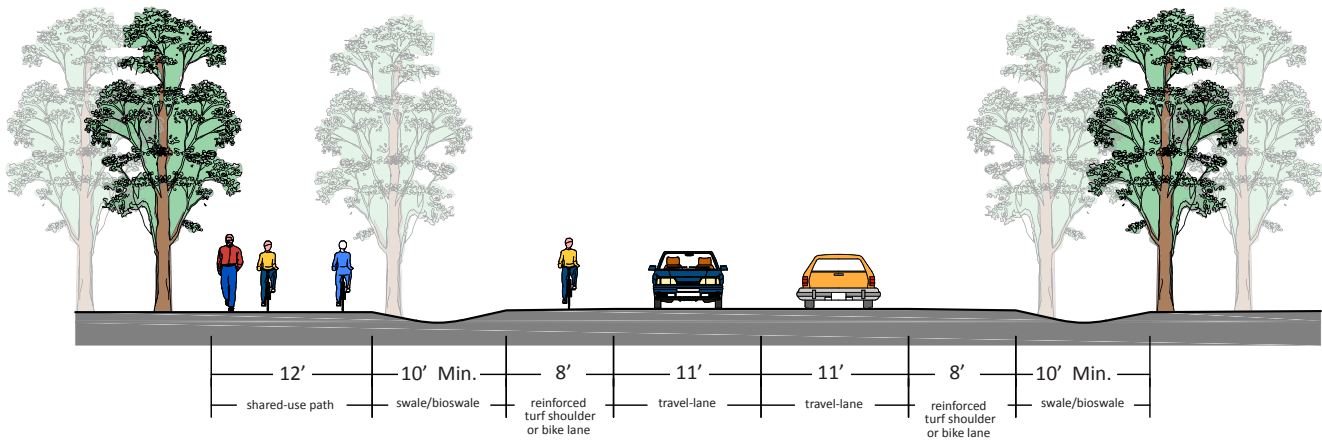 12’
10’ Min.
8’
11’
11’
8’
10’ Min.
shared-use path
swale/bioswale
reinforced
turf shoulder
or bike lane
travel-lane
travel-lane
reinforced
turf shoulder
or bike lane
swale/bioswale